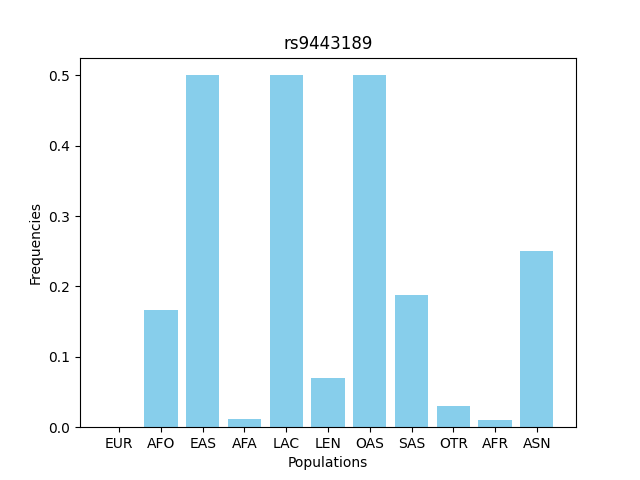 rs9443189
0.5
0.4
0.3
0.2
0.1
0.0
Frequencies
EUR AFO EAS AFA LAC LEN OAS SAS OTR AFR ASN
Populations